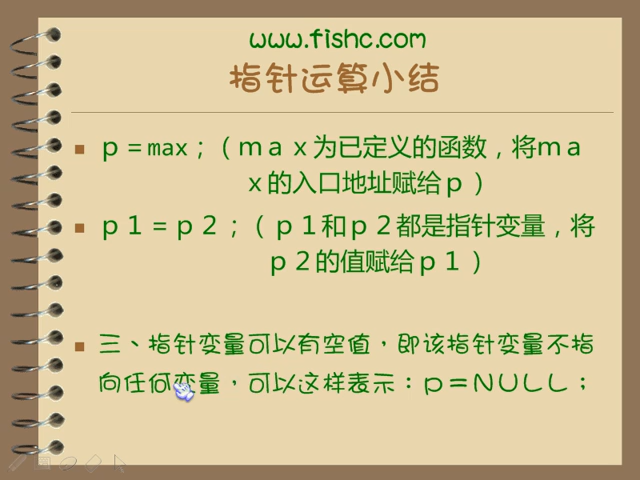 www.fishc.com
指针运算小结
ｐ＝max；（ｍａｘ为已定义的函数，将ｍａ
ｘ的入口地址赋给ｐ）
ｐ１＝ｐ２；（ｐ１和ｐ２都是指针变量，将
ｐ２的值赋给ｐ１）
三、指针变量可以有空值，即该指针变量不指
向任何变量，可以这样表示：ｐ＝ＮＵＬＬ；